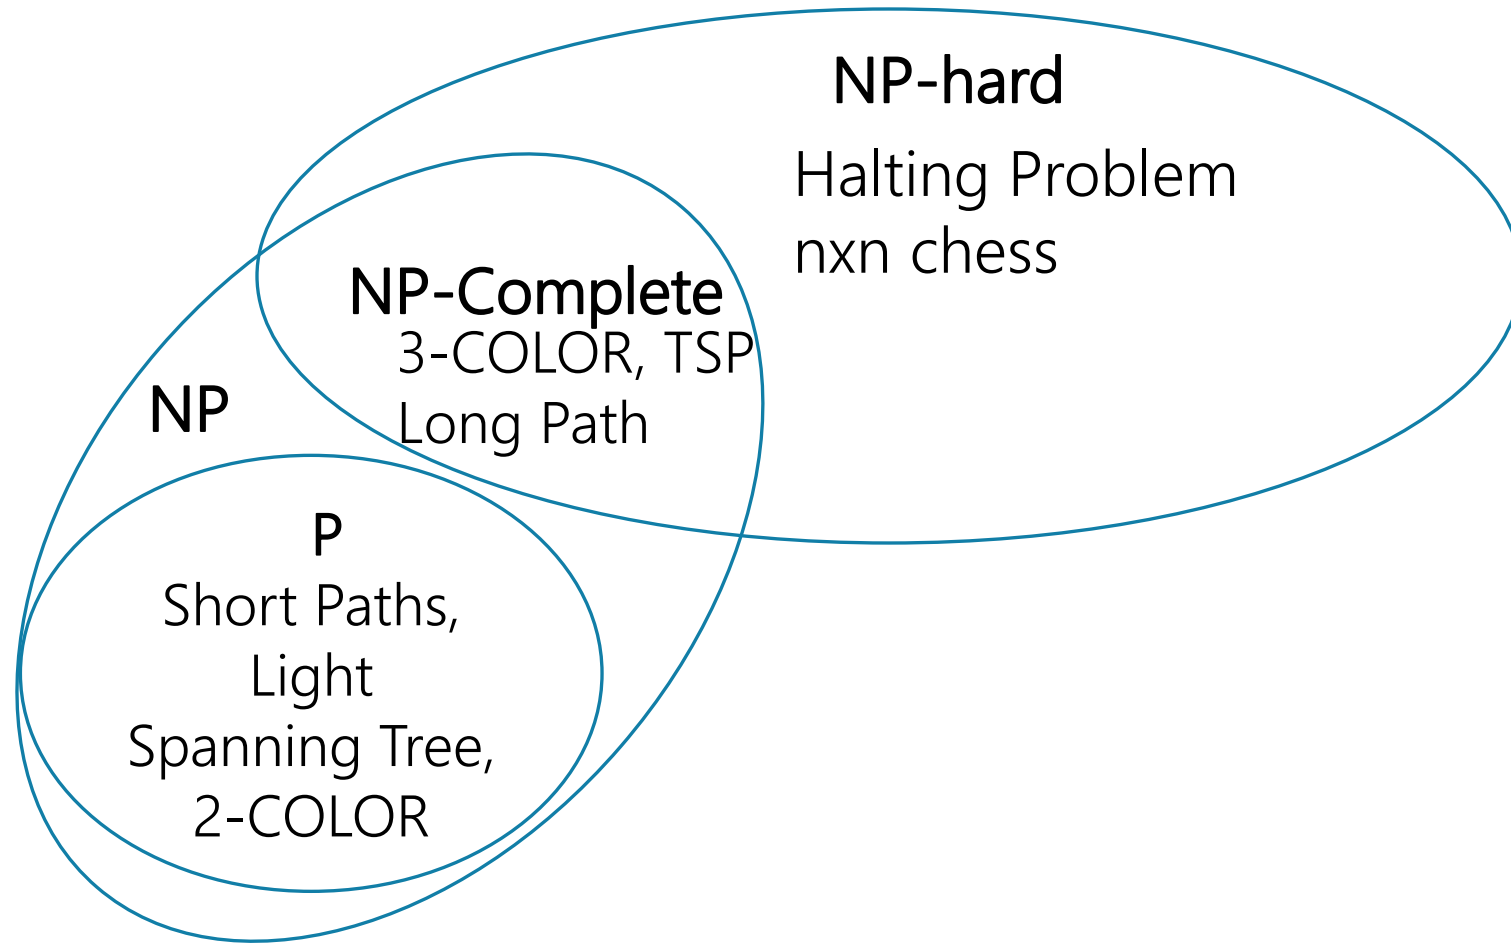 NP-hard
Halting Problem
nxn chess
NP-Complete
3-COLOR, TSP
Long Path
NP
P
Short Paths,
Light
Spanning Tree,
2-COLOR